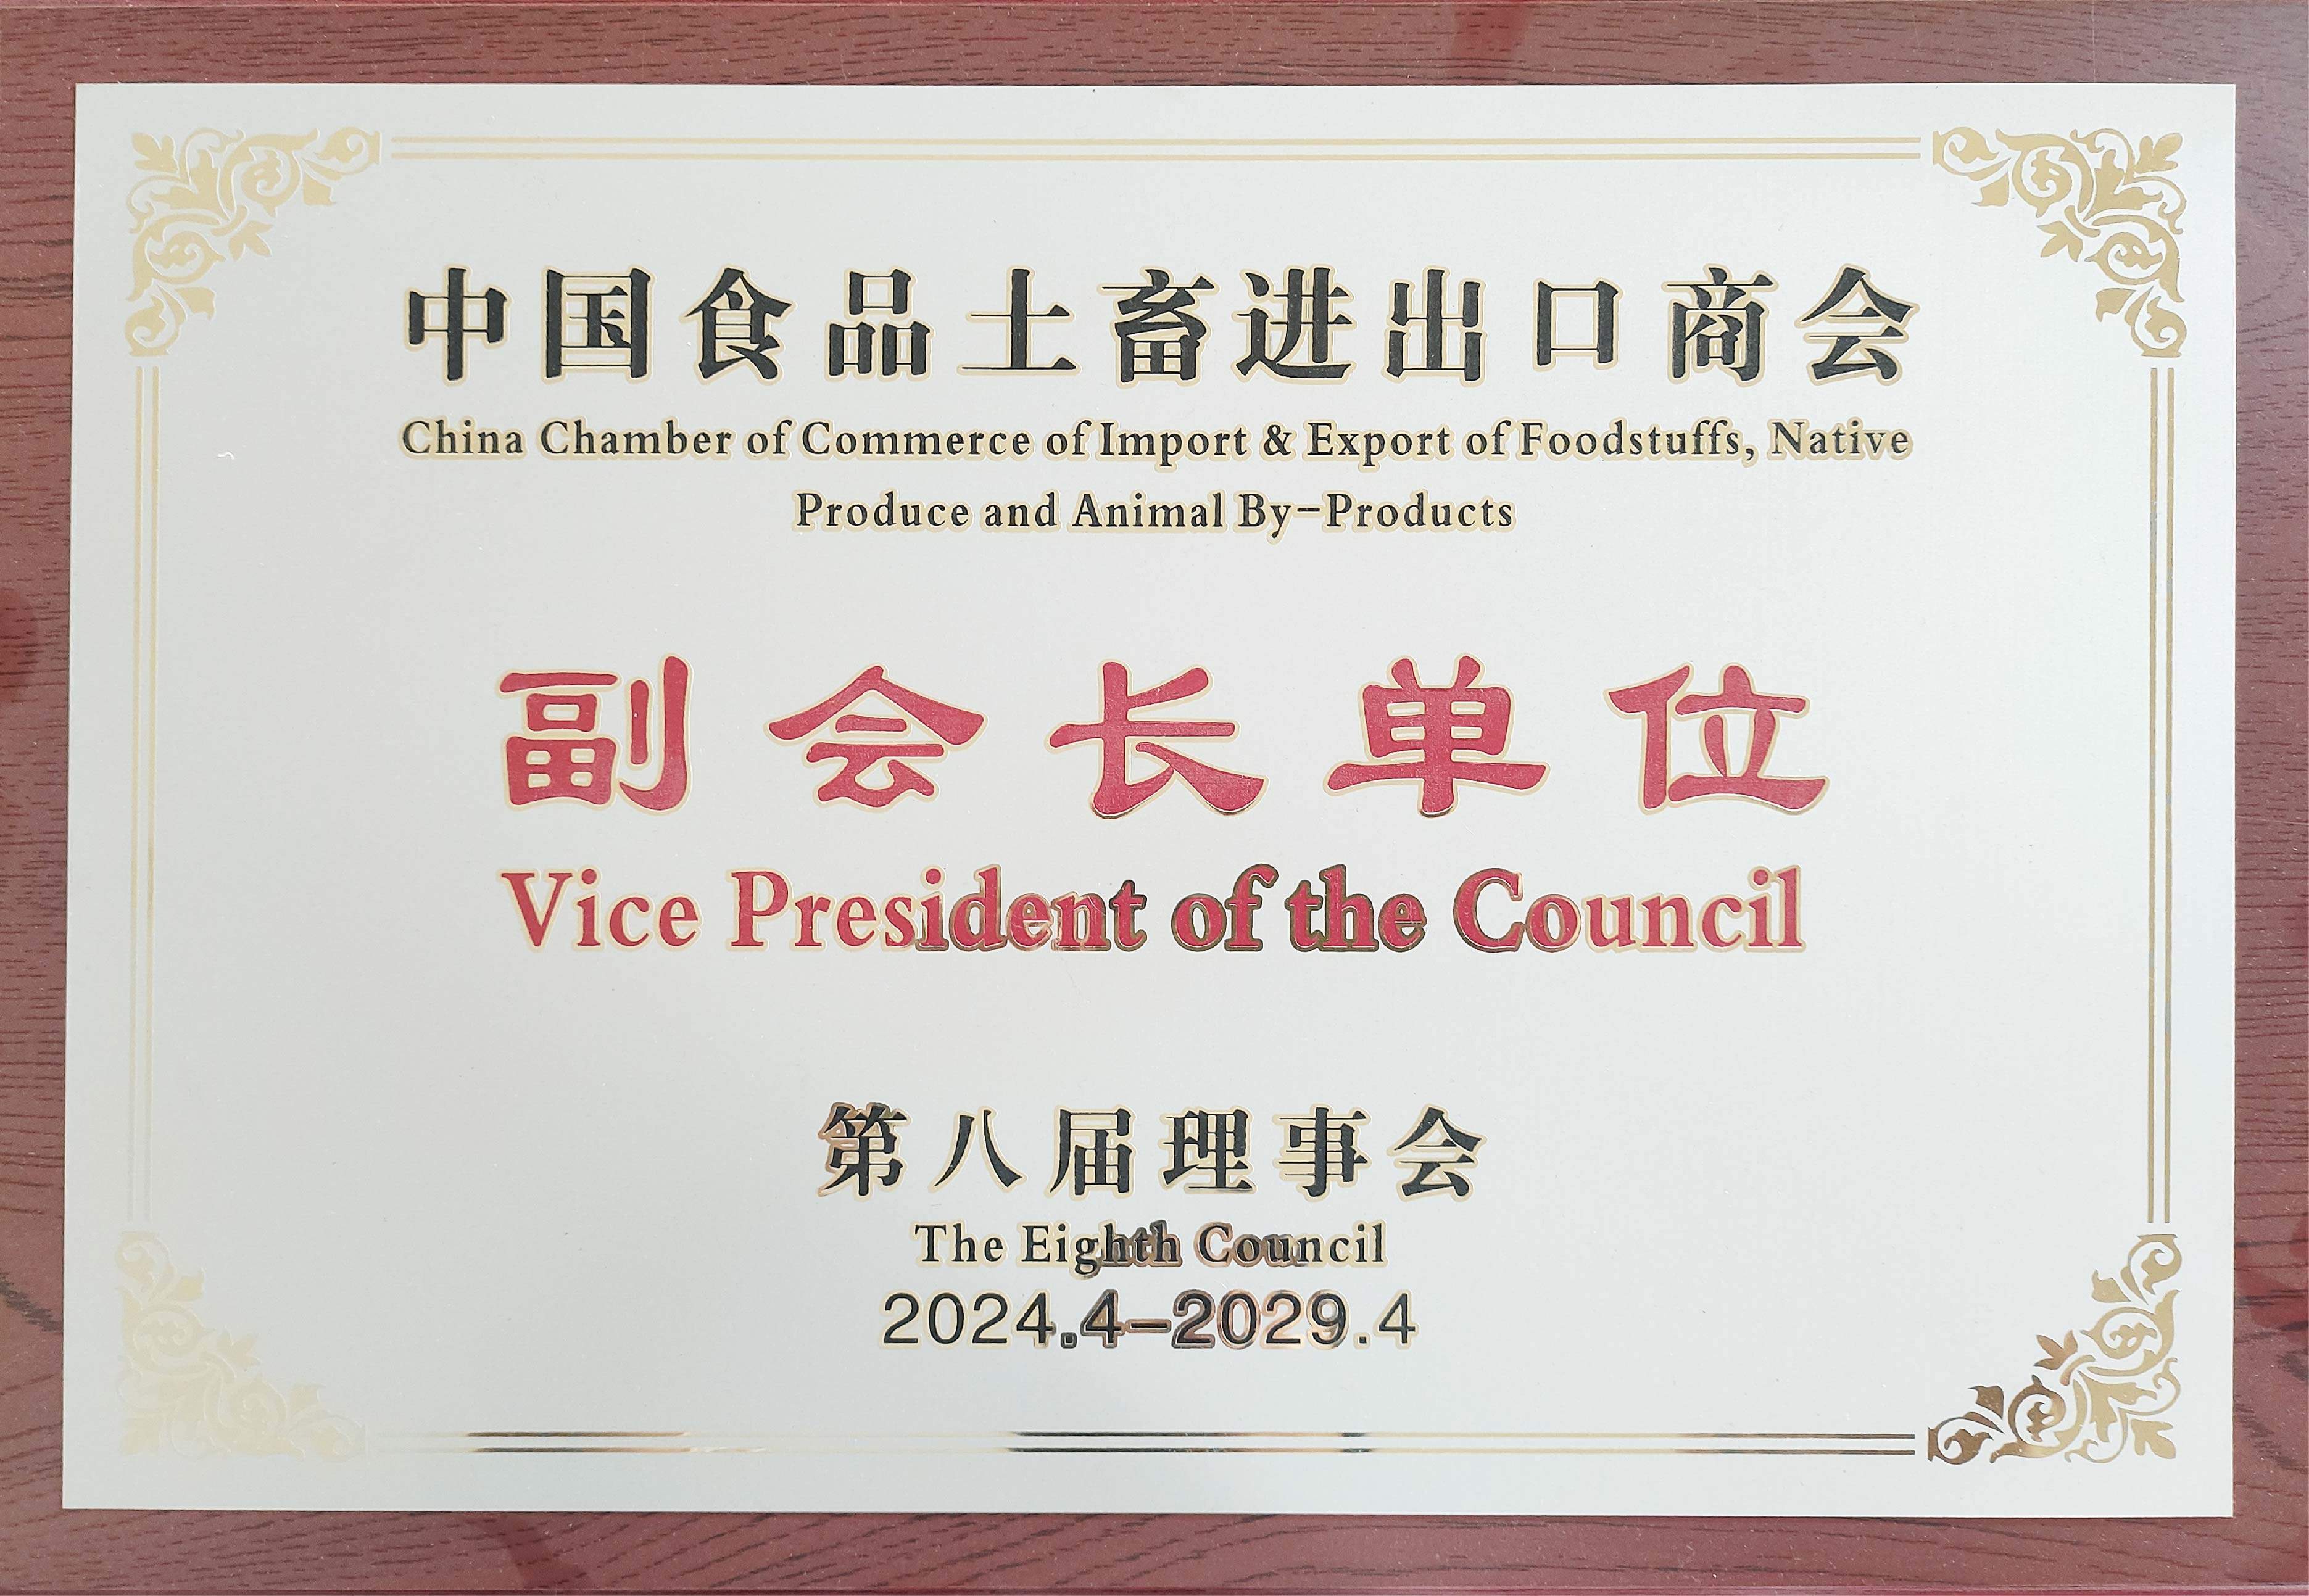 中国食品土畜进出口商会
China Chamber of Commerce of Import & Export of Foodstuffs, Native
Produce and Animal By-Products
副会长单位
Vice President of the Council
第八届理事会
The Eighth Council
2024.4-2029.4